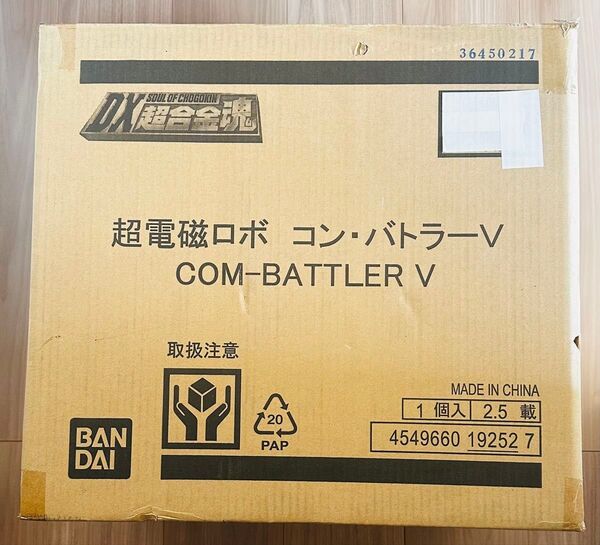 36450217
DX SOUL OF CHOGOKIN
超合金魂
超電磁ロボ コン・バトラーV
COM-BATTLER V
取扱注意
20
PAP
MADE IN CHINA
1 個入 2.5 載
4549660 19252 7
BAN
DAI